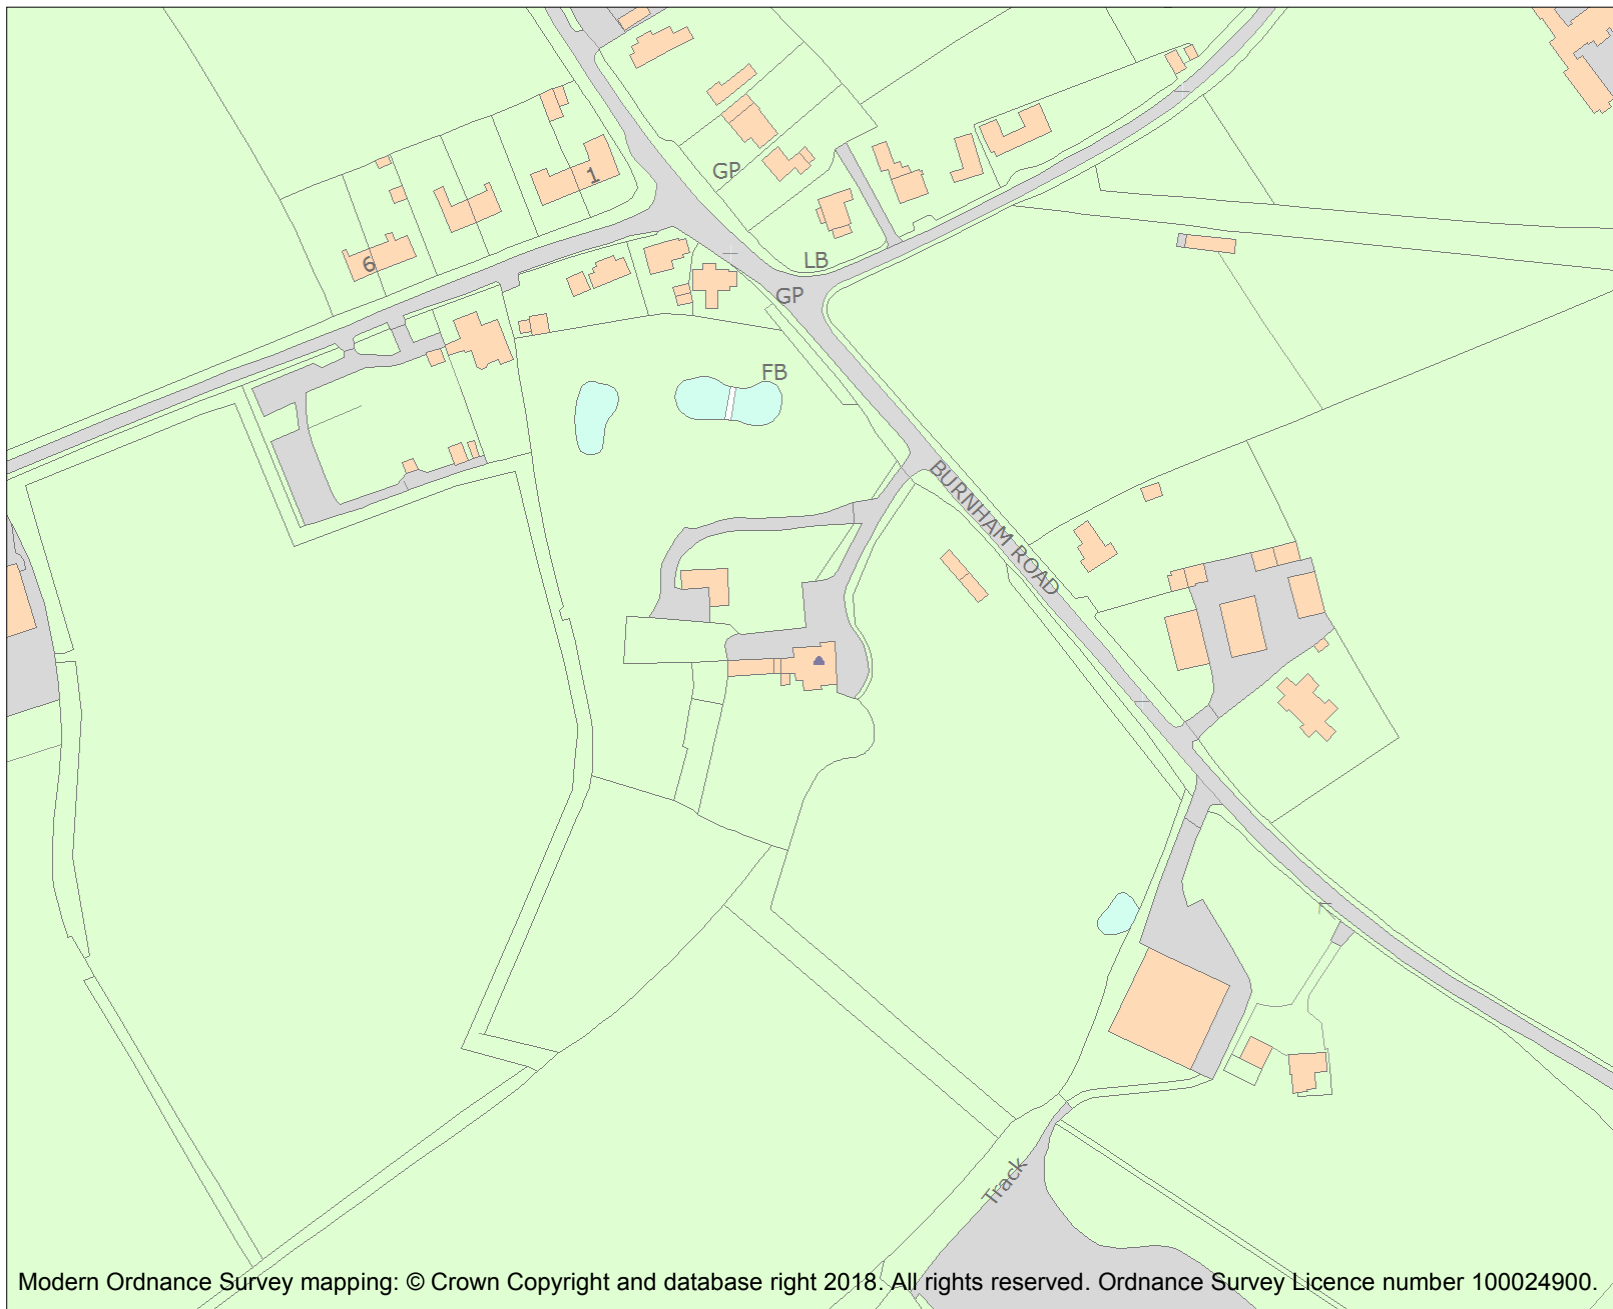 GP
1
LB
6
GP
FB
BURNHAM ROAD
Track
Modern Ordnance Survey mapping: © Crown Copyright and database right 2018. All rights reserved. Ordnance Survey Licence number 100024900.